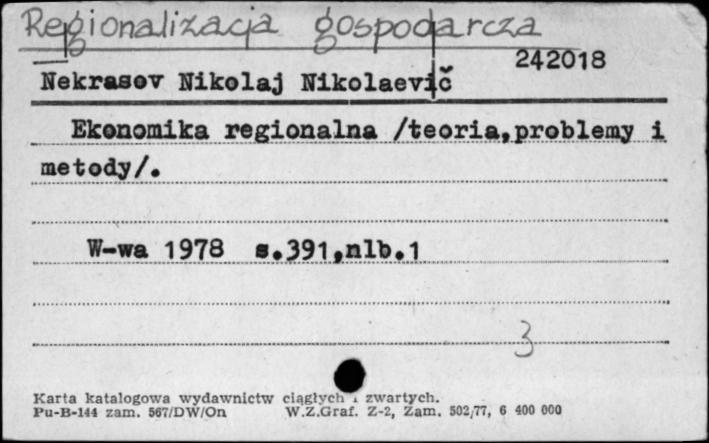 Regionalizacja gospodarcza
242018
Nekrasov Nikolaj Nikolaevič
Ekonomika regionalna /teoria,problemy i
metody/.
W-wa 1978 s.391,nlb.1
3
Karta katalogowa wydawnictw ciągłych i zwartych.
Pu-B-144 zam. 567/DW/On W.Z.Graf. Z-2, Zam. 502/77, 6 400 000